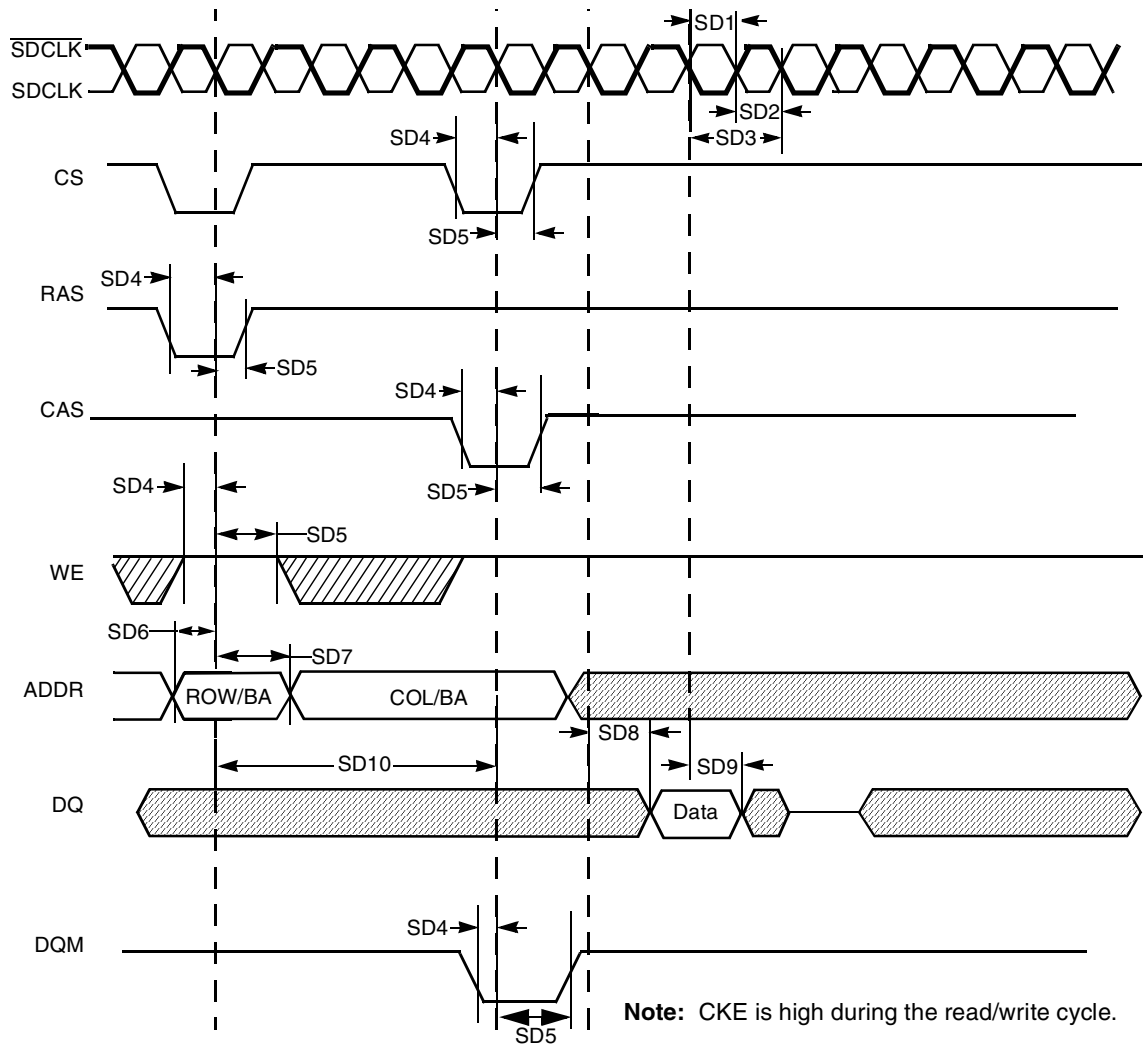 SD1
SDCLK
SDCLK
SD2
SD4
SD3
CS
SD5
SD4
RAS
SD5
SD4
CAS
SD4
SD5
SD5
WE
SD6
SD7
ADDR
ROW/BA
COL/BA
SD8
SD10
SD9
DQ
Data
SD4
DQM
Note: CKE is high during the read/write cycle.
SD5